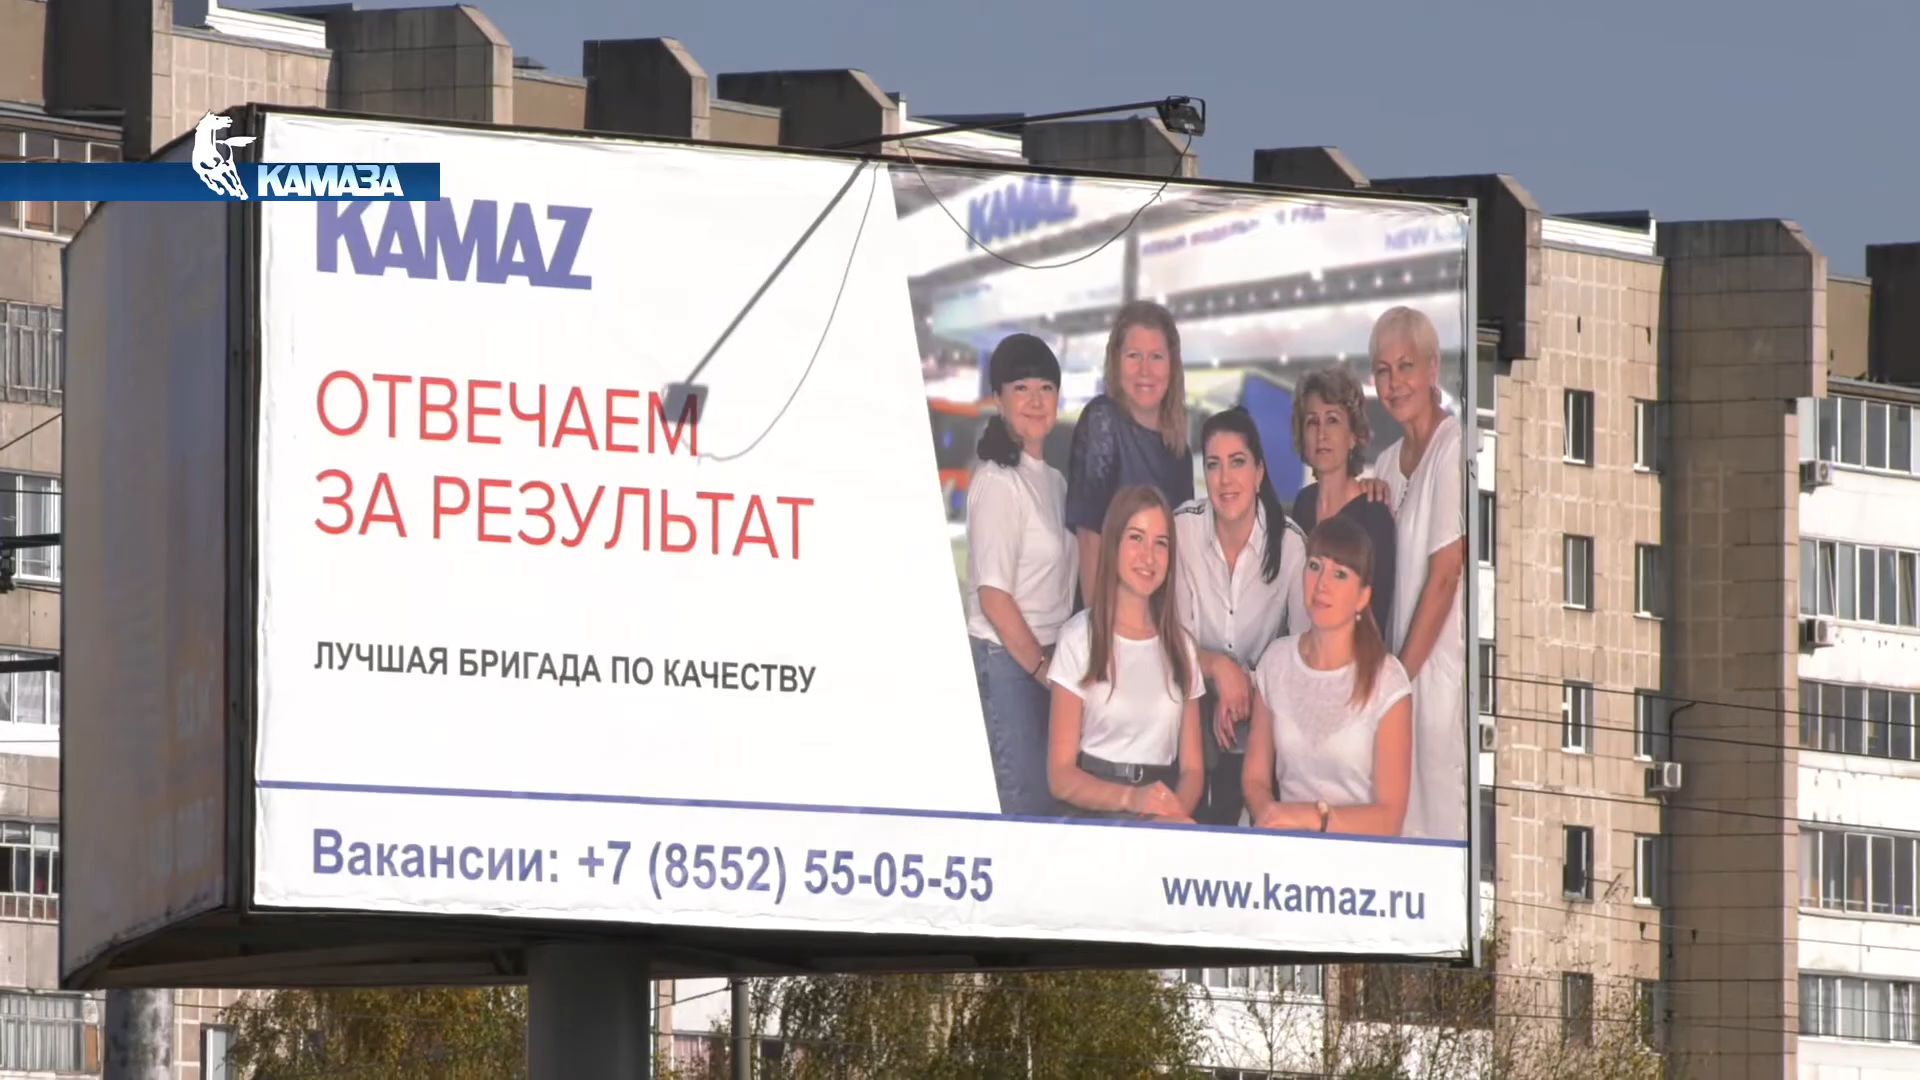 КАМАЗА
KAMAZ
KAMAZ
ОТВЕЧАЕМ
ЗА РЕЗУЛЬТАТ
ЛУЧШАЯ БРИГАДА ПО КАЧЕСТВУ
Вакансии: +7 (8552) 55-05-55
www.kamaz.ru